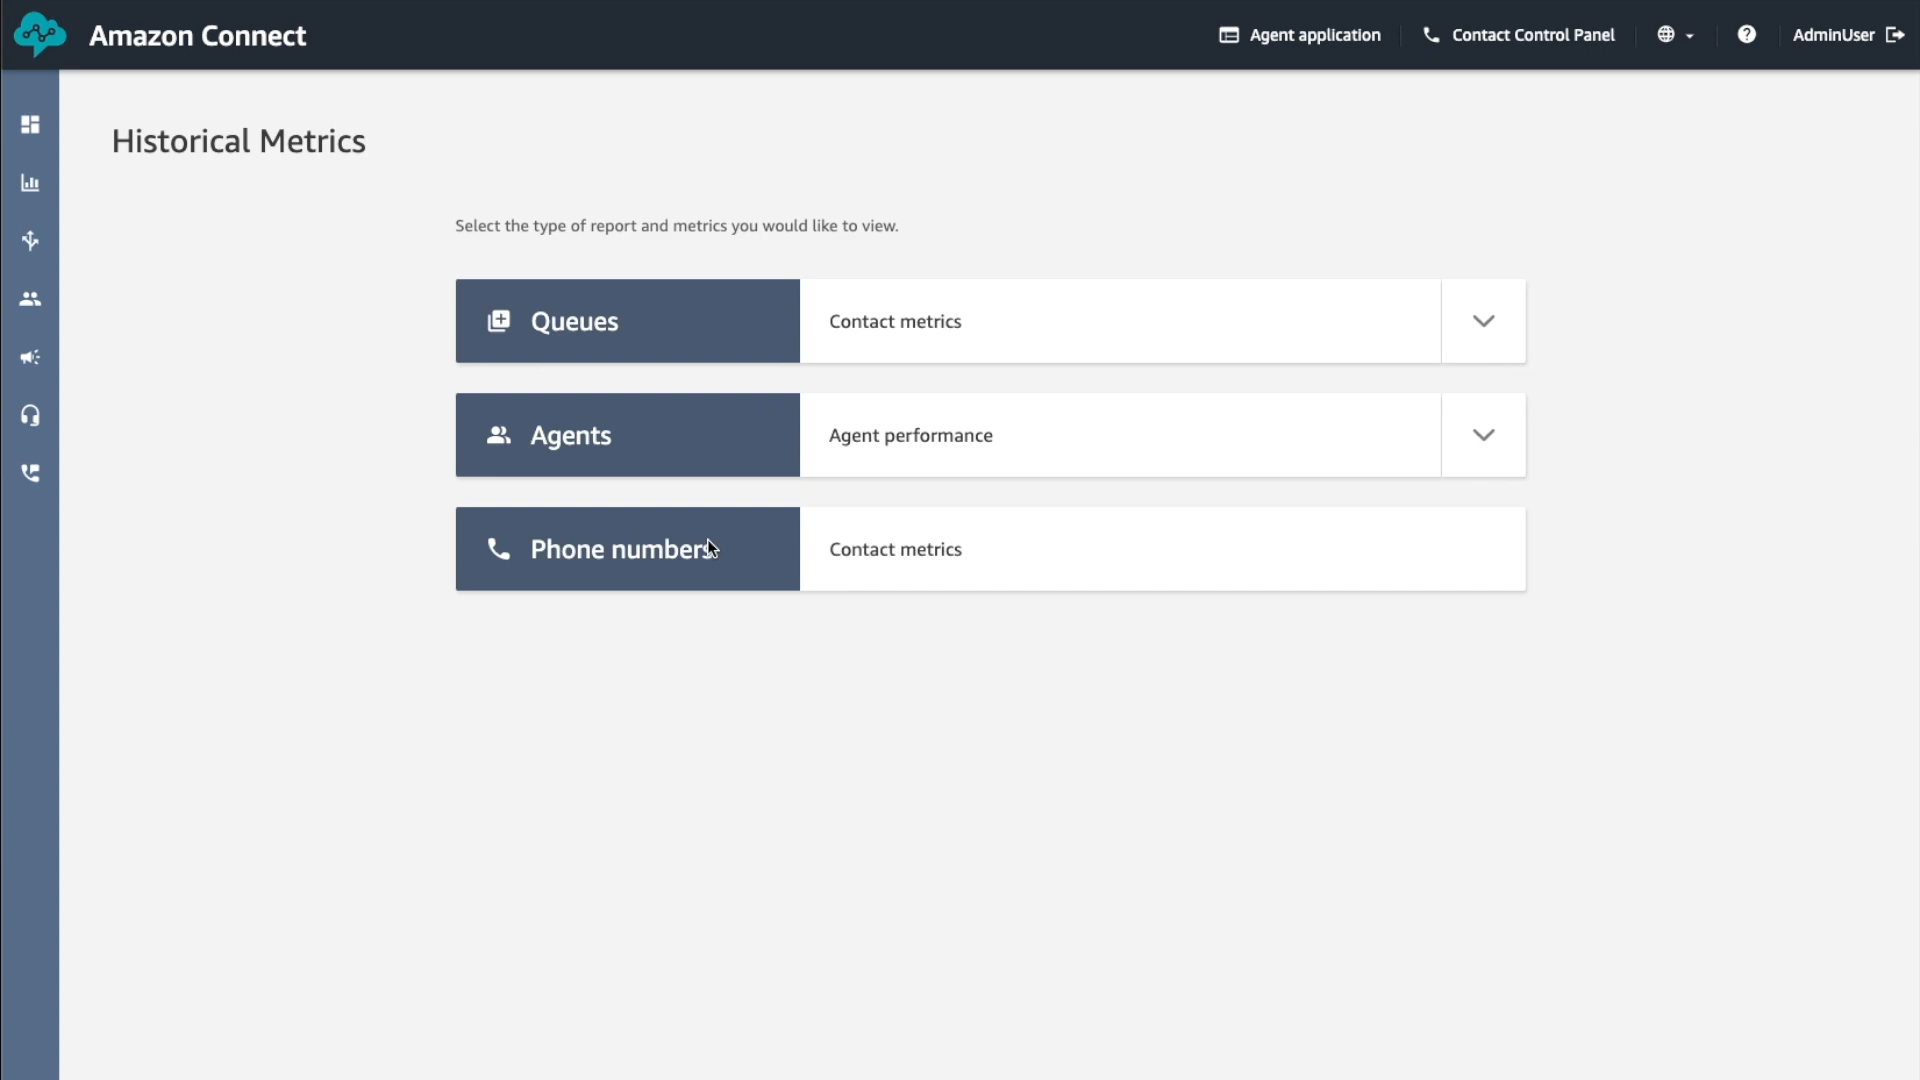 Amazon Connect
Agent application
Contact Control Panel
AdminUser
Historical Metrics
Select the type of report and metrics you would like to view.
Queues
Contact metrics
Agents
Agent performance
Phone numbers
Contact metrics